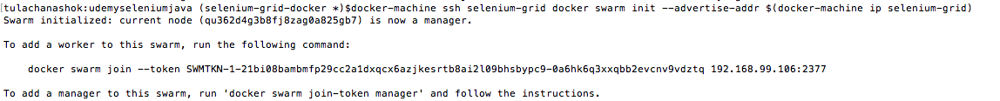 [tulachanashok:udemyseleniumjava (selenium-grid-docker *)$docker-machine ssh selenium-grid docker swarm init --advertise-addr $(docker-machine ip selenium-grid)
Swarm initialized: current node (qu362d4g3b8fj8zag0a825gb7) is now a manager.
To add a worker to this swarm, run the following command:
docker swarm join --token SWMTKN-1-21bi08bambmfp29cc2a1dxqcx6azjkesrtb8ai2l09bhsbypc9-0a6hk6q3xxqbb2evcnv9vdztq 192.168.99.106:2377
To add a manager to this swarm, run 'docker swarm join-token manager' and follow the instructions.